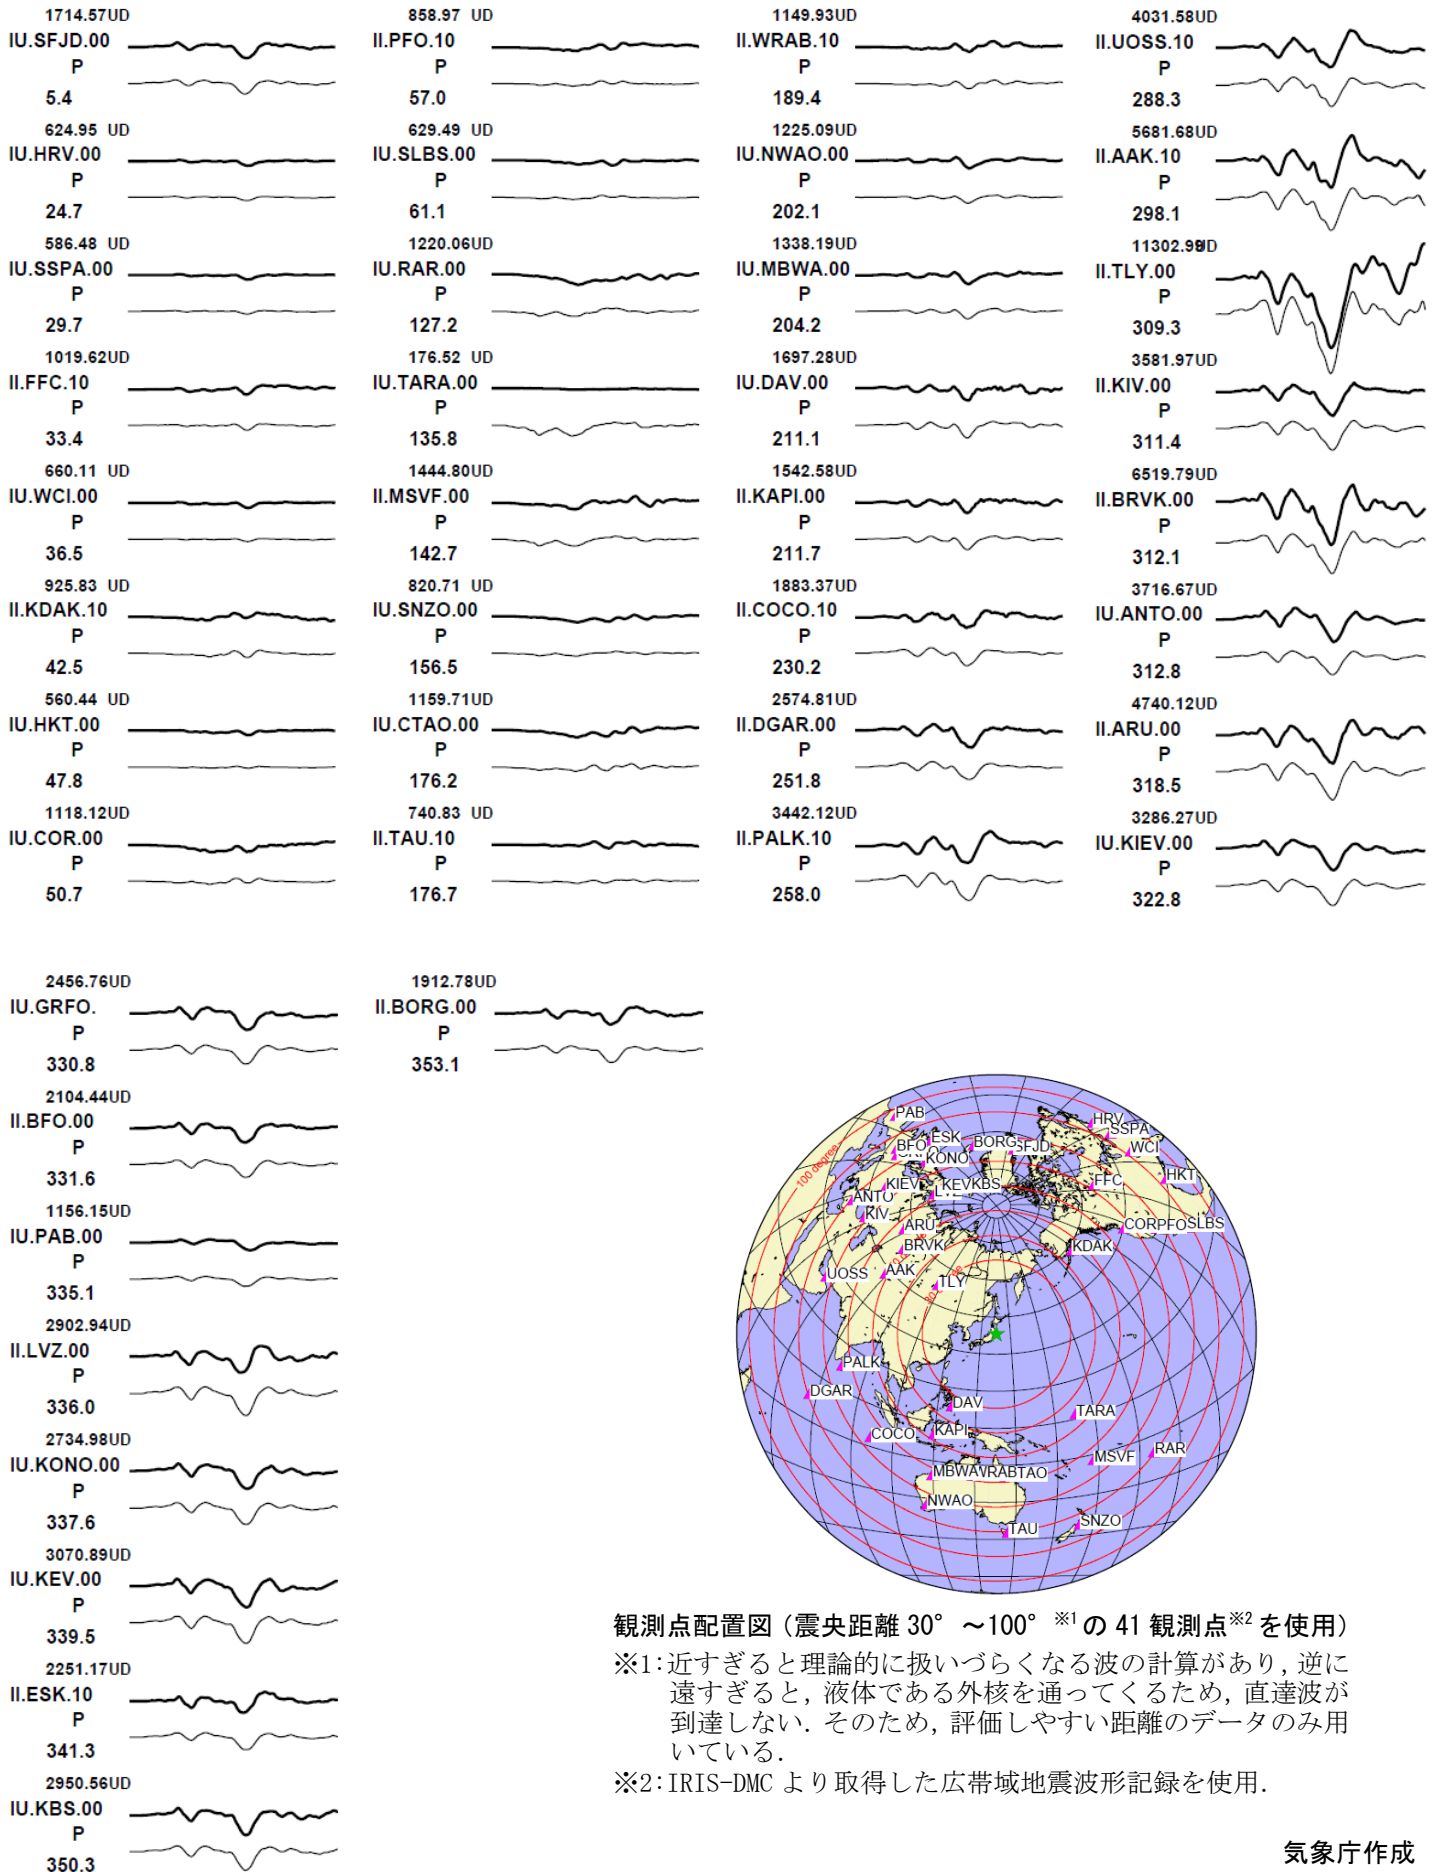 1714.57UD
IU.SFJD.00
P
5.4
624.95 UD
IU.HRV.00
P
24.7
586.48 UD
IU.SSPA.00
P
29.7
1019.62UD
II.FFC.10
P
33.4
660.11 UD
IU.WCI.00
P
36.5
925.83 UD
II.KDAK.10
P
42.5
560.44 UD
IU.HKT.00
P
47.8
1118.12UD
IU.COR.00
P
50.7
858.97 UD
II.PFO.10
P
57.0
629.49 UD
IU.SLBS.00
P
61.1
1220.06UD
IU.RAR.00
P
127.2
176.52 UD
IU.TARA.00
P
135.8
1444.80UD
II.MSVF.00
P
142.7
820.71 UD
IU.SNZO.00
P
156.5
1159.71UD
IU.CTAO.00
P
176.2
740.83 UD
II.TAU.10
P
176.7
1149.93UD
II.WRAB.10
P
189.4
1225.09UD
IU.NWAO.00
P
202.1
1338.19UD
IU.MBWA.00
P
204.2
1697.28UD
IU.DAV.00
P
211.1
1542.58UD
II.KAPI.00
P
211.7
1883.37UD
II.COCO.10
P
230.2
2574.81UD
II.DGAR.00
P
251.8
3442.12UD
II.PALK.10
P
258.0
4031.58UD
II.UOSS.10
P
288.3
5681.68UD
II.AAK.10
P
298.1
11302.99UD
II.TLY.00
P
309.3
3581.97UD
II.KIV.00
P
311.4
6519.79UD
II.BRVK.00
P
312.1
3716.67UD
IU.ANTO.00
P
312.8
4740.12UD
II.ARU.00
P
318.5
3286.27UD
IU.KIEV.00
P
322.8
2456.76UD
IU.GRFO.
P
330.8
2104.44UD
II.BFO.00
P
331.6
1156.15UD
IU.PAB.00
P
335.1
2902.94UD
II.LVZ.00
P
336.0
2734.98UD
IU.KONO.00
P
337.6
3070.89UD
IU.KEV.00
P
339.5
2251.17UD
II.ESK.10
P
341.3
2950.56UD
IU.KBS.00
P
350.3
1912.78UD
II.BORG.00
P
353.1
PAB
HRV
SSPA
ESK
BORG
SFJD
BFO
WCI
KONO
100 degree
HKT
FFC
KIEV
KEV
KBS
ANTO
KIV
ARU
COR
PFO
SLBS
BRVK
KDAK
UOSS
AAK
TLY
PALK
DGAR
DAV
TARA
COCO
KAPI
MSVF
RAR
MBWA
WRAB
TAO
NWAO
TAU
SNZO
観測点配置図（震央距離 30° ～100° ※1 の 41 観測点※2 を使用）
※1:近すぎると理論的に扱いづらくなる波の計算があり,逆に
遠すぎると,液体である外核を通ってくるため,直達波が
到達しない. そのため,評価しやすい距離のデータのみ用
いている.
※2:IRIS-DMC より取得した広帯域地震波形記録を使用.
気象庁作成